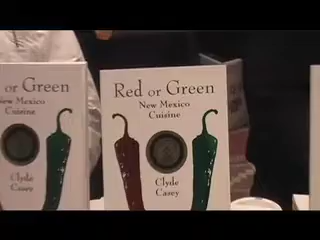 or Green
New Mexico
Cuisine
Clyde
Casey
Red or Green
New Mexico
Cuisine
Clyde
Casey